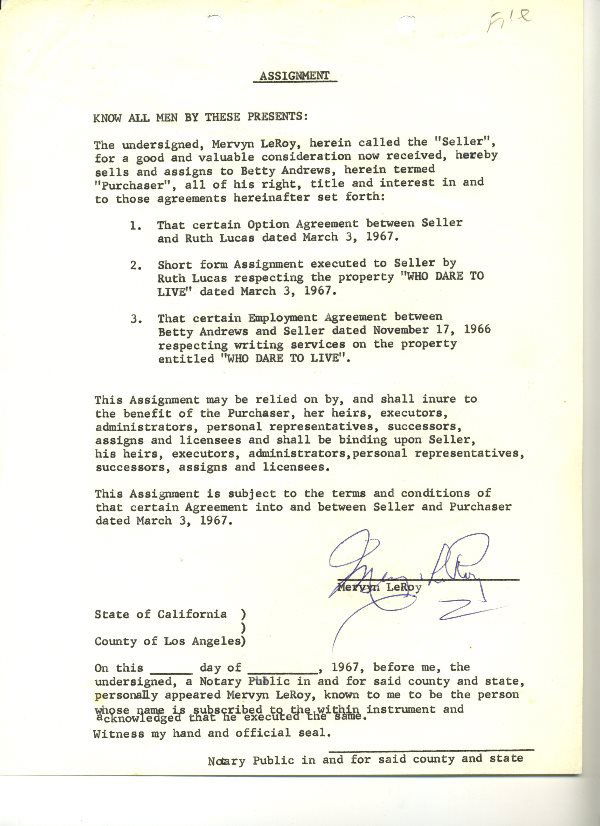 File
ASSIGNMENT
KNOW ALL MEN BY THESE PRESENTS:
The undersigned, Mervyn LeRoy, herein called the "Seller",
for a good and valuable consideration now received, hereby
sells and assigns to Betty Andrews, herein termed
"Purchaser", all of his right, title and interest in and
to those agreements hereinafter set forth:
1. That certain Option Agreement between Seller
and Ruth Lucas dated March 3, 1967.
2. Short form Assignment executed to Seller by
Ruth Lucas respecting the property "WHO DARE TO
LIVE" dated March 3, 1967.
3. That certain Employment Agreement between
Betty Andrews and Seller dated November 17, 1966
respecting writing services on the property
entitled "WHO DARE TO LIVE".
This Assignment may be relied on by, and shall inure to
the benefit of the Purchaser, her heirs, executors,
administrators, personal representatives, successors,
assigns and licensees and shall be binding upon Seller,
his heirs, executors, administrators,personal representatives,
successors, assigns and licensees.
This Assignment is subject to the terms and conditions of
that certain Agreement into and between Seller and Purchaser
dated March 3, 1967.
Mervyn LeRoy
Mervyn LeRoy
State of California )
)
County of Los Angeles)
On this ______ day of __________, 1967, before me, the
undersigned, a Notary Public in and for said county and state,
personally appeared Mervyn LeRoy, known to me to be the person
whose name is subscribed to the within instrument and
acknowledged that he executed the same.
Witness my hand and official seal.
Notary Public in and for said county and state